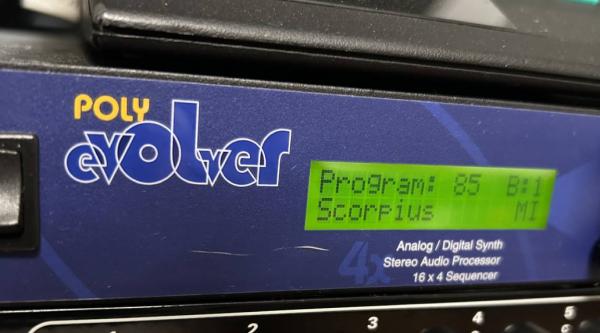 POLY
evolver
Program: 85 B:1
Scorpius MI
4x
Analog / Digital Synth
Stereo Audio Processor
16 x 4 Sequencer
1 2 3 4 5